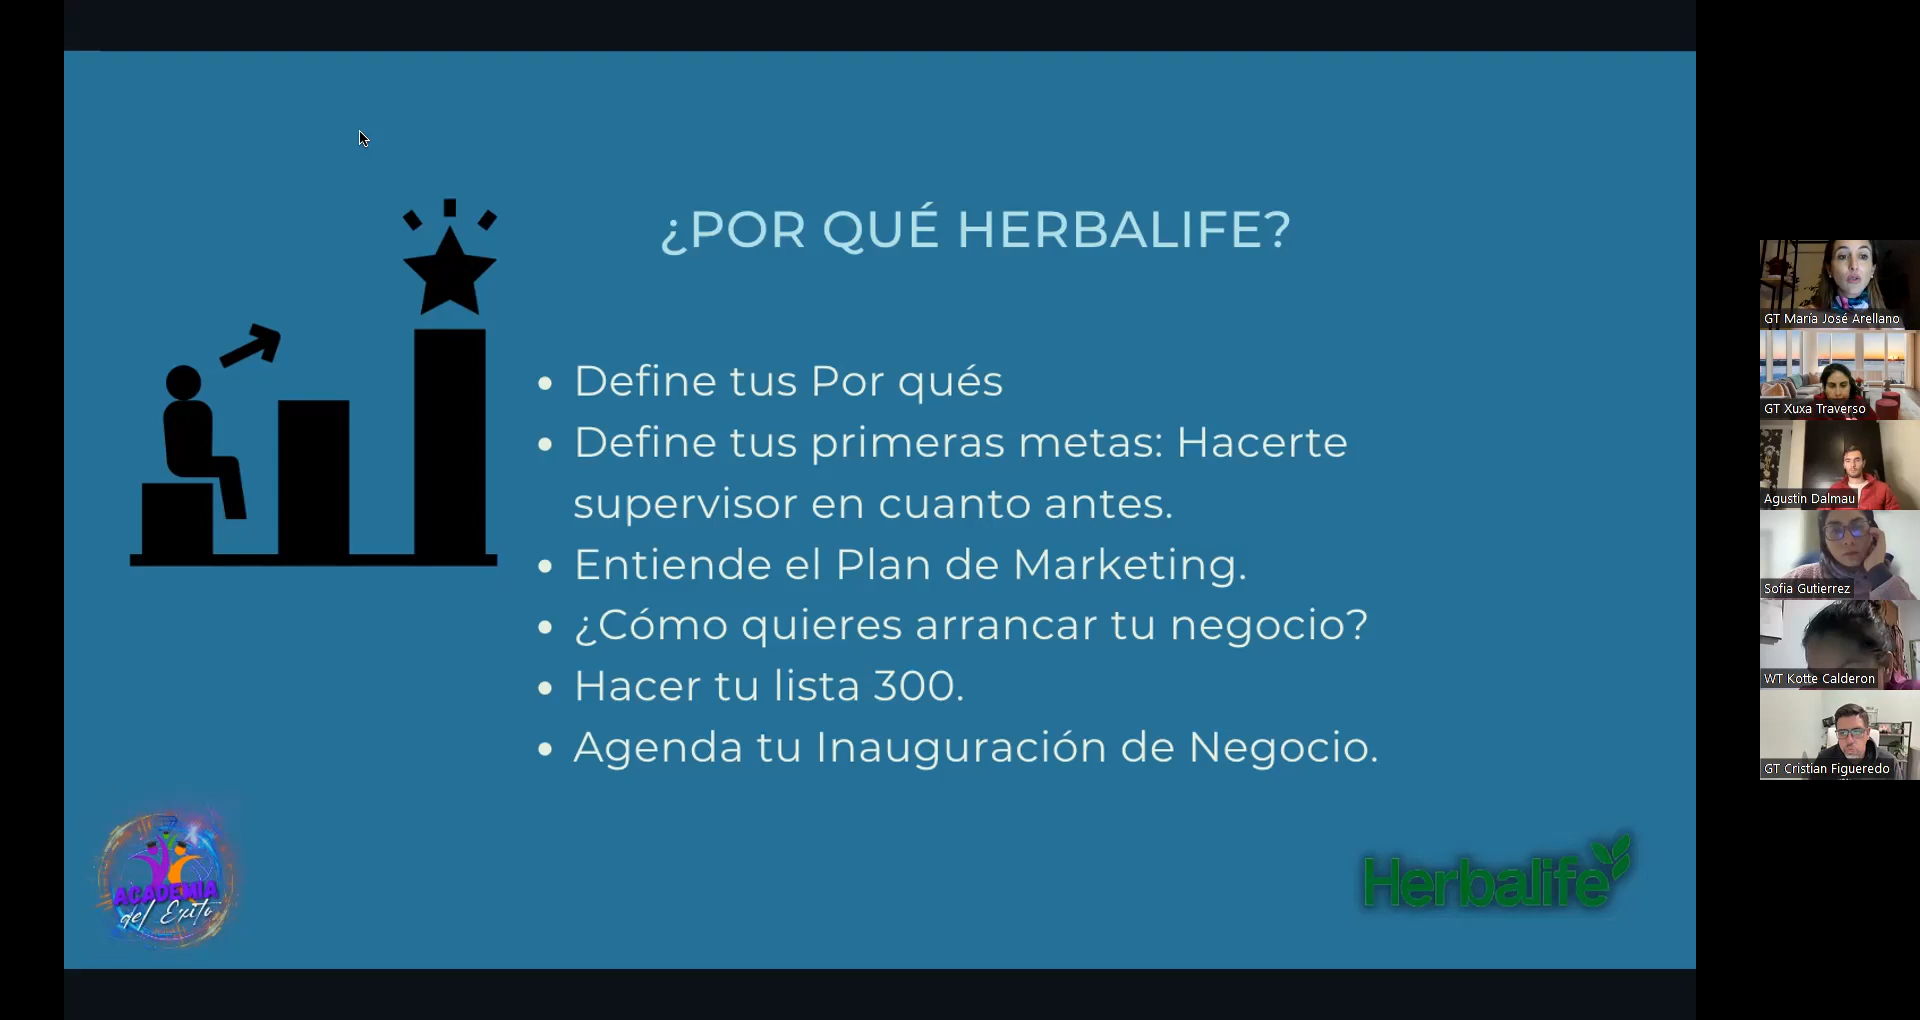 ¿POR QUÉ HERBALIFE?
• Define tus Por qués
• Define tus primeras metas: Hacerte
supervisor en cuanto antes.
• Entiende el Plan de Marketing.
• ¿Cómo quieres arrancar tu negocio?
• Hacer tu lista 300.
• Agenda tu Inauguración de Negocio.
ACADEMIA
del Exito
Herbalife
GT María José Arellano
GT Xuxa Traverso
Agustin Dalmau
Sofia Gutierrez
WT Kotte Calderon
GT Cristian Figueredo